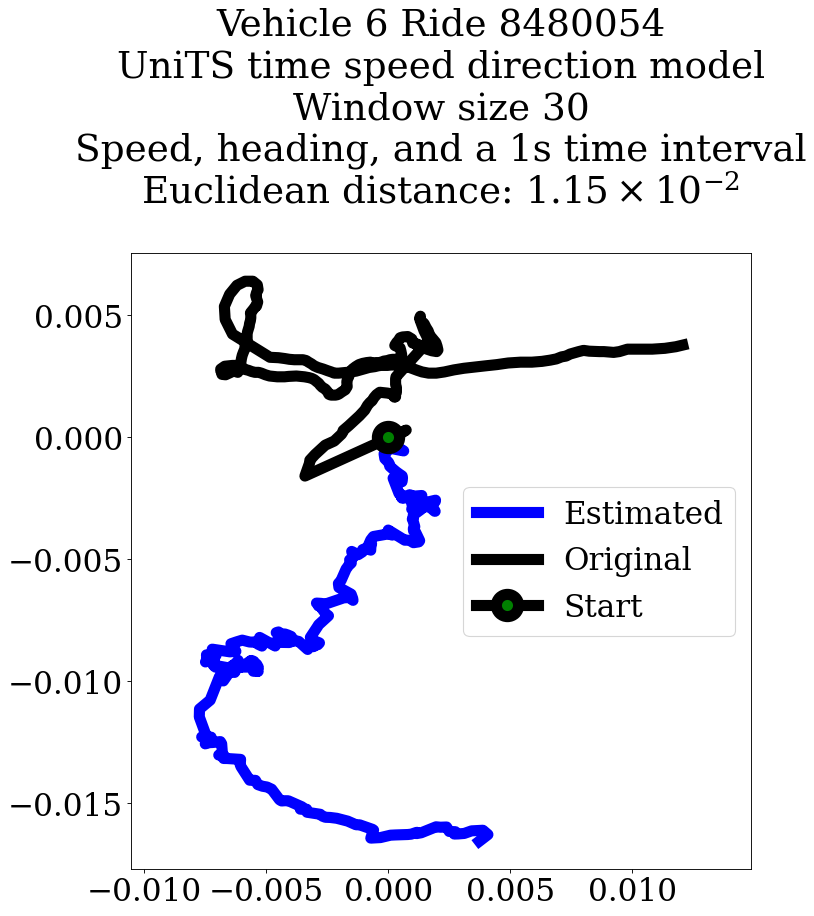 Vehicle 6 Ride 8480054
UniTS time speed direction model
Window size 30
Speed, heading, and a 1s time interval
Euclidean distance: 1.15 × 10⁻²
0.005
0.000
−0.005
−0.010
−0.015
Estimated
Original
Start
−0.010 −0.005 0.000 0.005 0.010